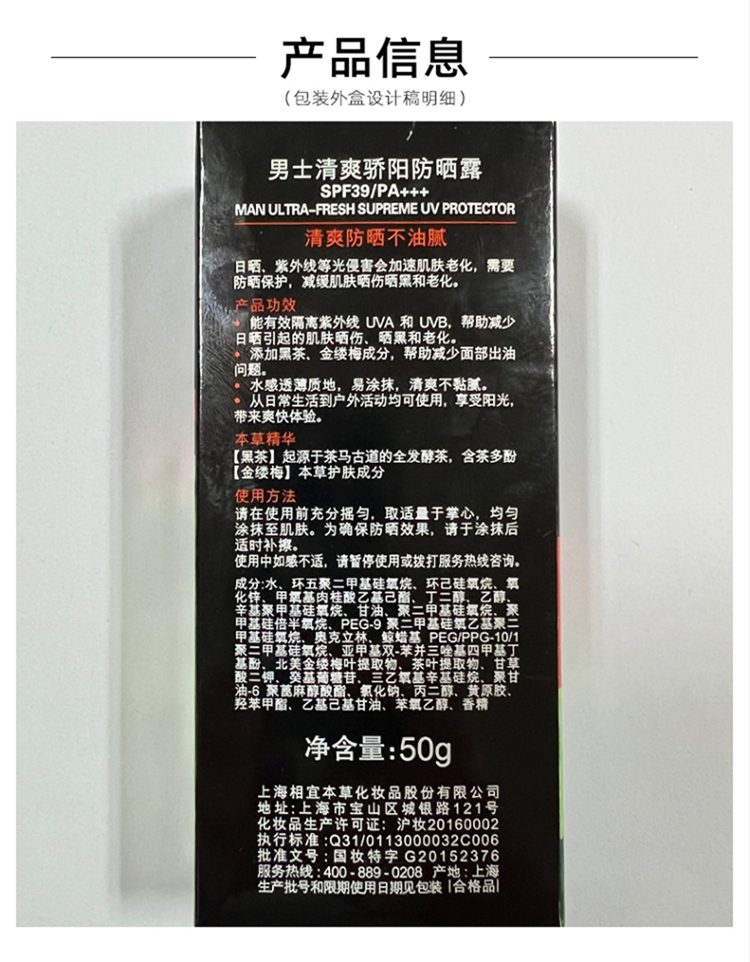 产品信息
(包装外盒设计稿明细)
男士清爽骄阳防晒露
SPF39/PA+++
MAN ULTRA-FRESH SUPREME UV PROTECTOR
清爽防晒不油腻
日晒、紫外线等光侵害会加速肌肤老化，需要
防晒保护，减缓肌肤晒伤晒黑和老化。
产品功效
• 能有效隔离紫外线 UVA 和 UVB，帮助减少
日晒引起的肌肤晒伤、晒黑和老化。
• 添加黑茶、金缕梅成分，帮助减少面部出油
问题。
• 水感透薄质地，易涂抹，清爽不黏腻。
• 从日常生活到户外活动均可使用，享受阳光，
带来爽快体验。
本草精华
【黑茶】起源于茶马古道的全发酵茶，含茶多酚
【金缕梅】本草护肤成分
使用方法
请在使用前充分摇匀，取适量于掌心，均匀
涂抹至肌肤。为确保防晒效果，请于涂抹后
适时补擦。
使用中如感不适，请暂停使用或拨打服务热线咨询。
成分:水、环五聚二甲基硅氧烷、环己硅氧烷、氧
化锌、甲氧基肉桂酸乙基己酯、丁二醇、乙醇、
辛基聚甲基硅氧烷、甘油、聚二甲基硅氧烷、聚
甲基硅倍半氧烷、PEG-9 聚二甲基硅氧乙基聚二
甲基硅氧烷、奥克立林、鲸蜡基 PEG/PPG-10/1
聚二甲基硅氧烷、亚甲基双-苯并三唑基四甲基丁
基酚、北美金缕梅叶提取物、茶叶提取物、甘草
酸二钾、癸基葡糖苷、三乙氧基辛基硅烷、聚甘
油-6 聚蓖麻醇酸酯、氯化钠、丙二醇、黄原胶、
羟苯甲酯、乙基己基甘油、苯氧乙醇、香精
净含量:50g
上海相宜本草化妆品股份有限公司
地址:上海市宝山区城银路121号
化妆品生产许可证: 沪妆20160002
执行标准:Q31/0113000032C006
批准文号:国妆特字 G20152376
服务热线:400-889-0208 产地:上海
生产批号和限期使用日期见包装 |合格品|